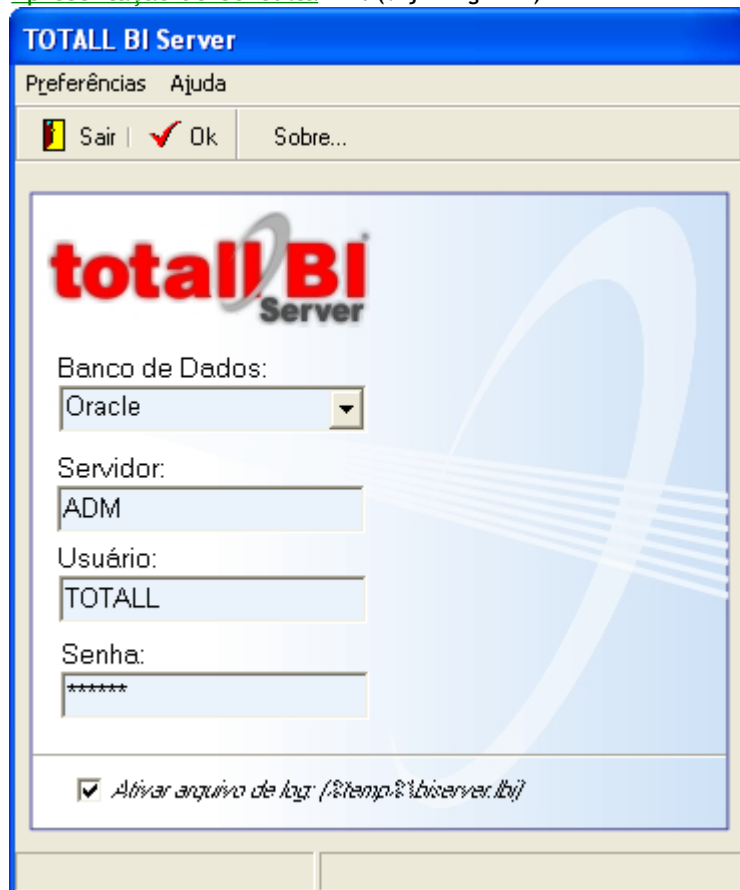 TOTALL BI Server
Preferências Ajuda
Sair Ok Sobre...
totall BI
Server
Banco de Dados:
Oracle
Servidor:
ADM
Usuário:
TOTALL
Senha:
******
Ativar arquivo de log: (%temp%\biserver.lbi)